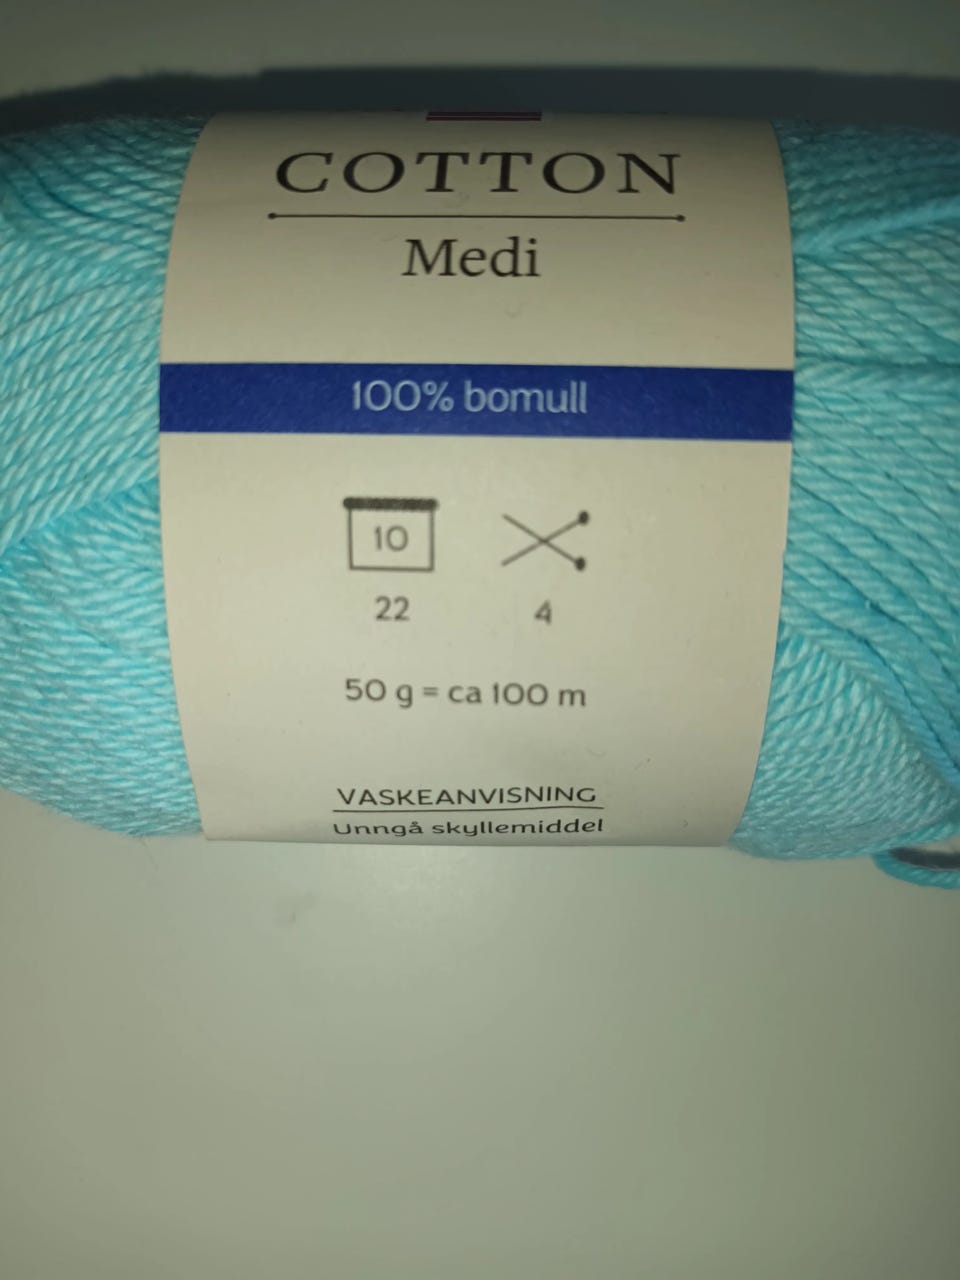 COTTON
Medi
100% bomull
10
22 4
50 g = ca 100 m
VASKEANVISNING
Unngå skyllemiddel